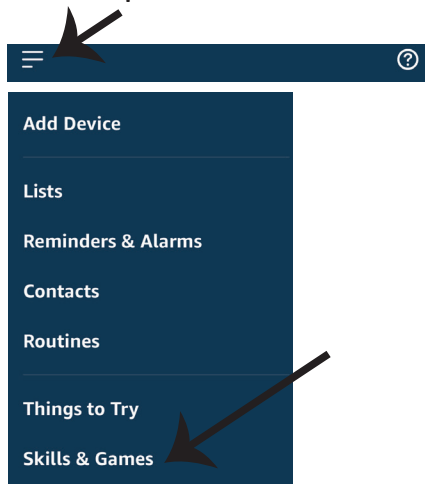 Add Device
Lists
Reminders & Alarms
Contacts
Routines
Things to Try
Skills & Games